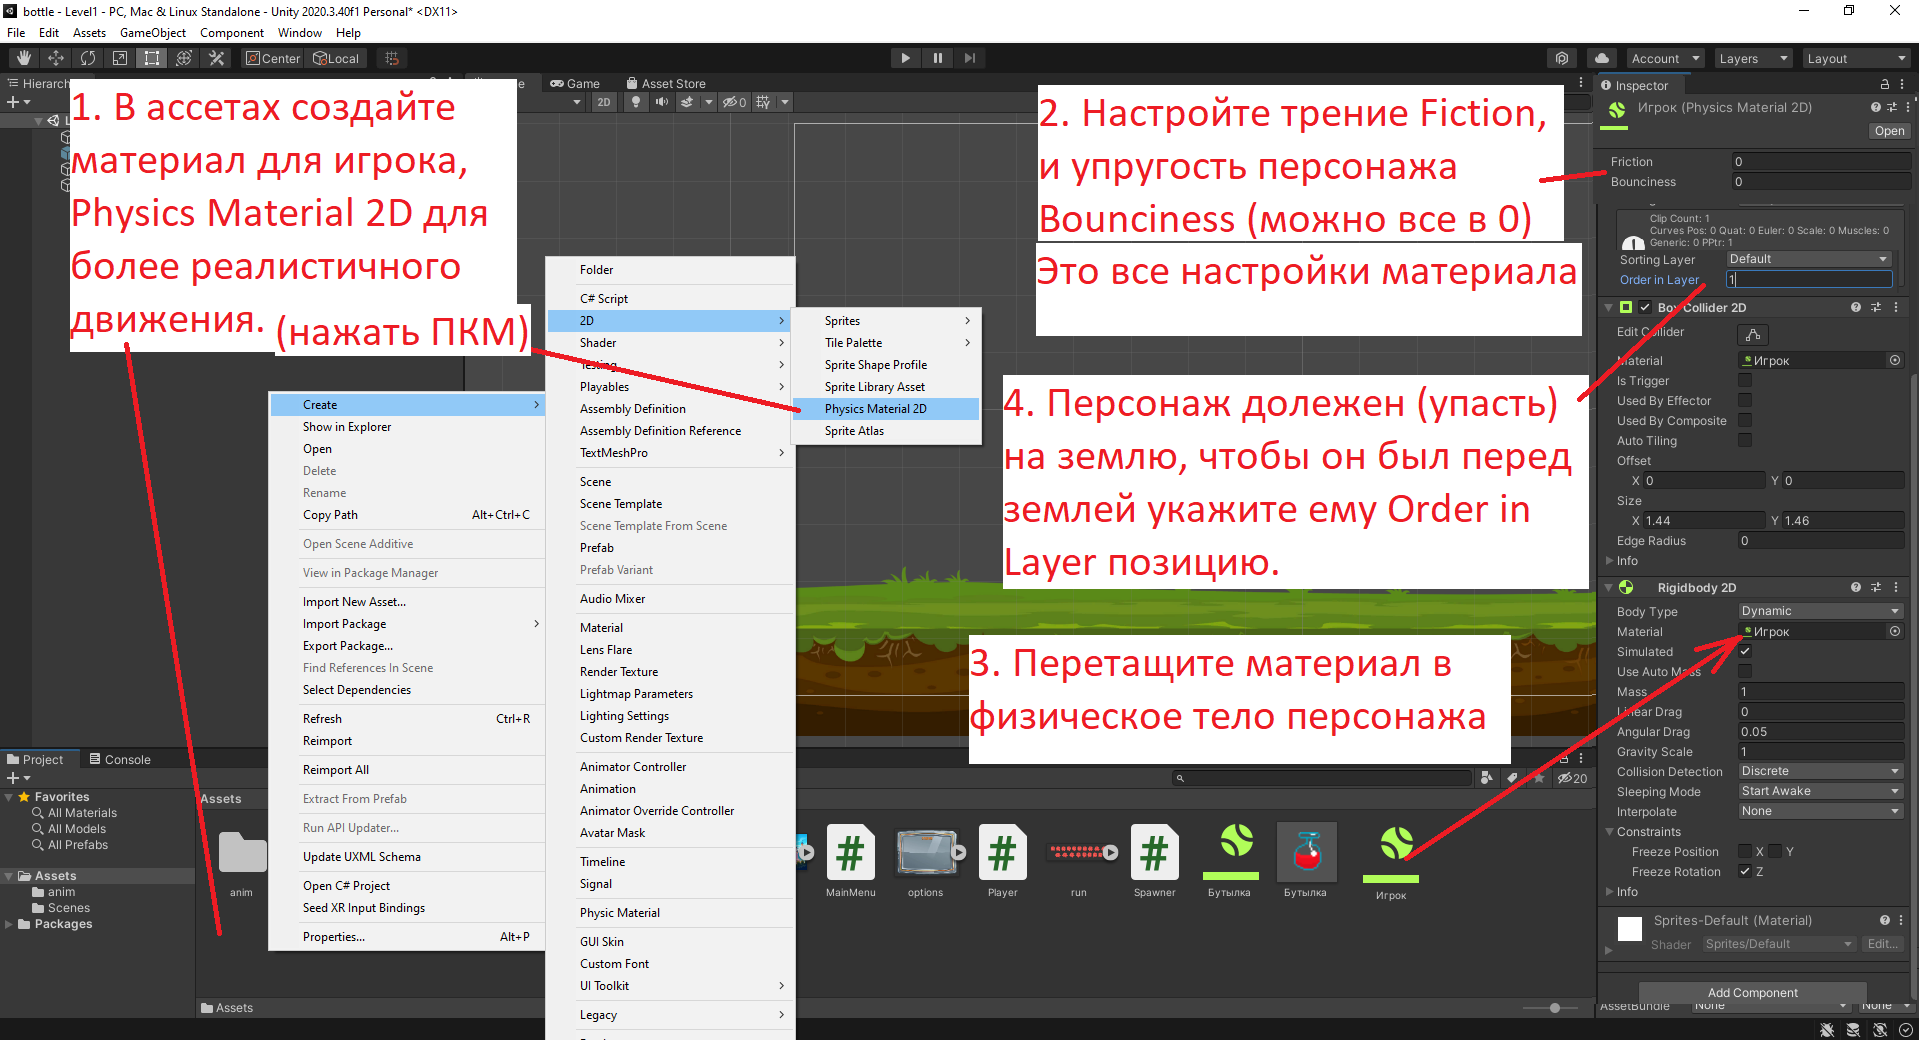 bottle - Level1 - PC, Mac & Linux Standalone - Unity 2020.3.40f1 Personal* <DX11>
File Edit Assets GameObject Component Window Help
Center Local
Account Layers Layout
Hierarch
Game Asset Store
2D
0
1. В ассетах создайте
материал для игрока,
Physics Material 2D для
более реалистичного
движения.
(нажать ПКМ)
2. Настройте трение Fiction,
и упругость персонажа
Bounciness (можно все в 0)
Это все настройки материала
4. Персонаж должен (упасть)
на землю, чтобы он был перед
землей укажите ему Order in
Layer позицию.
3. Перетащите материал в
физическое тело персонажа
Create
Show in Explorer
Open
Delete
Rename
Copy Path Alt+Ctrl+C
Open Scene Additive
View in Package Manager
Import New Asset...
Import Package
Export Package...
Find References In Scene
Select Dependencies
Refresh Ctrl+R
Reimport
Reimport All
Extract From Prefab
Run API Updater...
Update UXML Schema
Open C# Project
Seed XR Input Bindings
Properties... Alt+P
Folder
C# Script
2D
Shader
Testing
Playables
Assembly Definition
Assembly Definition Reference
TextMeshPro
Scene
Scene Template
Scene Template From Scene
Prefab
Prefab Variant
Audio Mixer
Material
Lens Flare
Render Texture
Lightmap Parameters
Lighting Settings
Custom Render Texture
Animator Controller
Animation
Animator Override Controller
Avatar Mask
Timeline
Signal
Physic Material
GUI Skin
Custom Font
UI Toolkit
Legacy
Sprites
Tile Palette
Sprite Shape Profile
Sprite Library Asset
Physics Material 2D
Sprite Atlas
Inspector
Игрок (Physics Material 2D)
Open
Friction 0
Bounciness 0
Clip Count: 1
Curves Pos: 0 Quat: 0 Euler: 0 Scale: 0 Muscles: 0
Generic: 0 PPtr: 1
Sorting Layer Default
Order in Layer 1
Box Collider 2D
Edit Collider
Material Игрок
Is Trigger
Used By Effector
Used By Composite
Auto Tiling
Offset
X 0 Y 0
Size
X 1.44 Y 1.46
Edge Radius 0
Info
Rigidbody 2D
Body Type Dynamic
Material Игрок
Simulated
Use Auto Mass
Mass 1
Linear Drag 0
Angular Drag 0.05
Gravity Scale 1
Collision Detection Discrete
Sleeping Mode Start Awake
Interpolate None
Constraints
Freeze Position X Y
Freeze Rotation Z
Info
Sprites-Default (Material)
Shader Sprites/Default Edit...
Add Component
AssetBundle None None
Project Console
20
Favorites
All Materials
All Models
All Prefabs
Assets
anim
Scenes
Packages
Assets
anim MainMenu options Player run Spawner Бутылка Бутылка Игрок
Assets